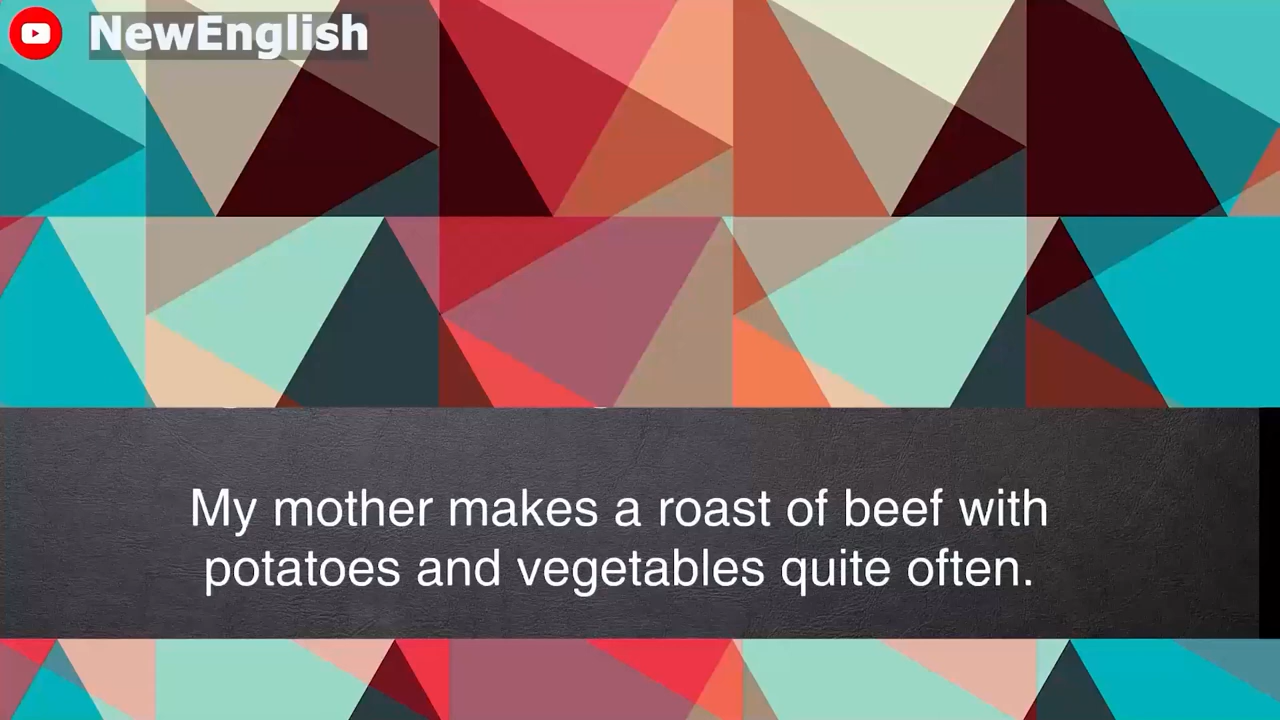 NewEnglish
My mother makes a roast of beef with
potatoes and vegetables quite often.